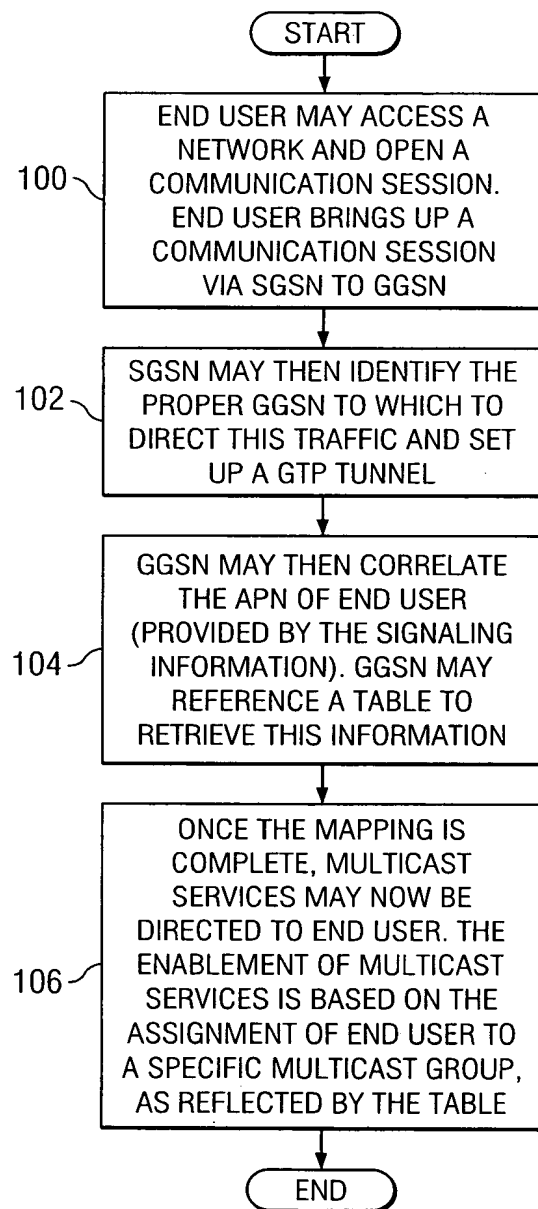 START
100
END USER MAY ACCESS A
NETWORK AND OPEN A
COMMUNICATION SESSION.
END USER BRINGS UP A
COMMUNICATION SESSION
VIA SGSN TO GGSN
102
SGSN MAY THEN IDENTIFY THE
PROPER GGSN TO WHICH TO
DIRECT THIS TRAFFIC AND SET
UP A GTP TUNNEL
104
GGSN MAY THEN CORRELATE
THE APN OF END USER
(PROVIDED BY THE SIGNALING
INFORMATION). GGSN MAY
REFERENCE A TABLE TO
RETRIEVE THIS INFORMATION
106
ONCE THE MAPPING IS
COMPLETE, MULTICAST
SERVICES MAY NOW BE
DIRECTED TO END USER. THE
ENABLEMENT OF MULTICAST
SERVICES IS BASED ON THE
ASSIGNMENT OF END USER TO
A SPECIFIC MULTICAST GROUP,
AS REFLECTED BY THE TABLE
END